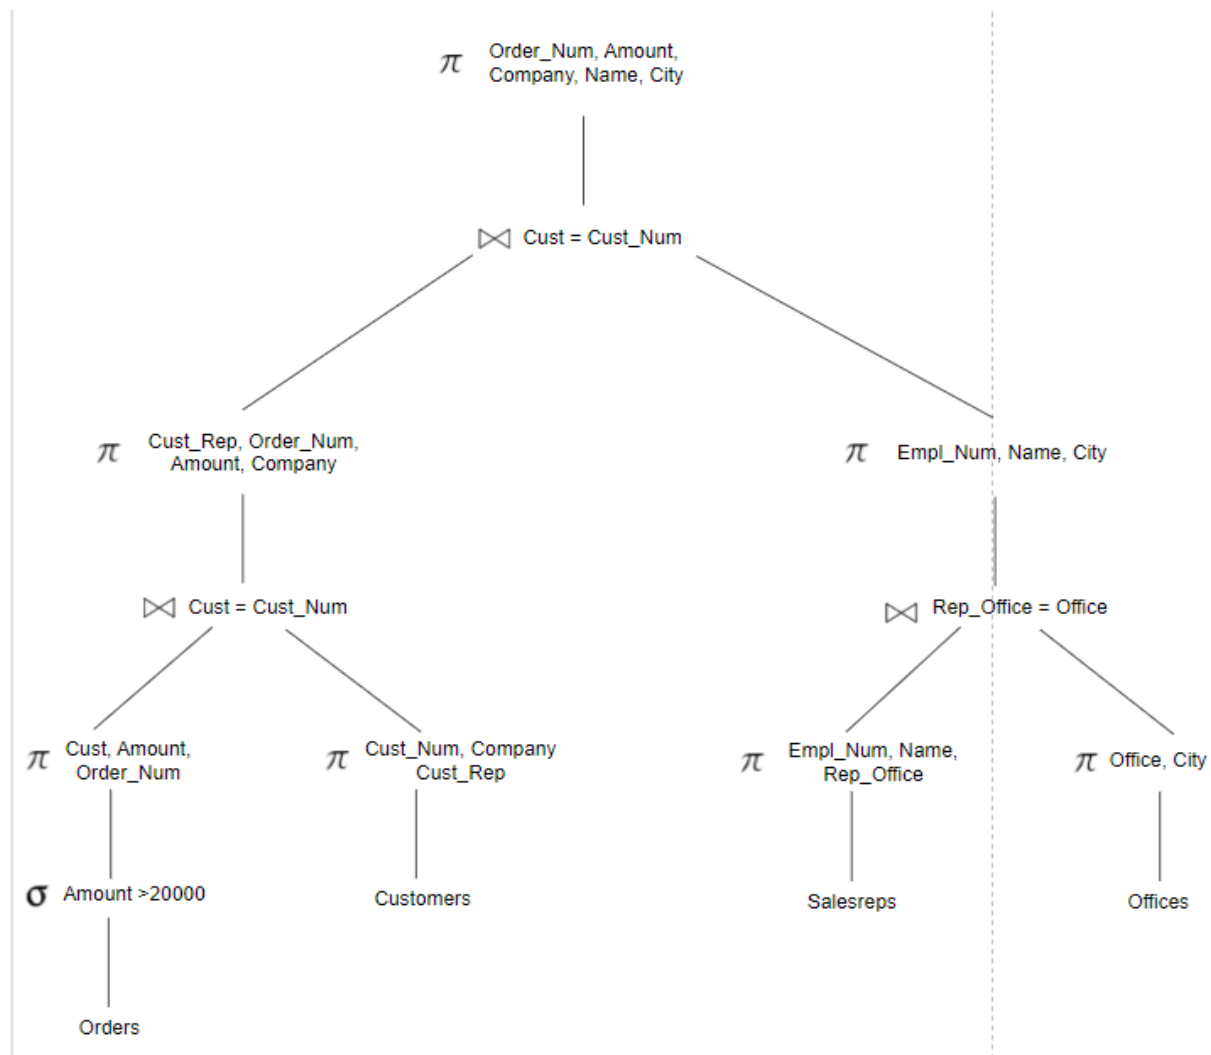 π Order_Num, Amount,
Company, Name, City
⋈ Cust = Cust_Num
π Cust_Rep, Order_Num,
Amount, Company
π Empl_Num, Name, City
⋈ Cust = Cust_Num
⋈ Rep_Office = Office
π Cust, Amount,
Order_Num
π Cust_Num, Company
Cust_Rep
π Empl_Num, Name,
Rep_Office
π Office, City
σ Amount >20000
Customers
Salesreps
Offices
Orders